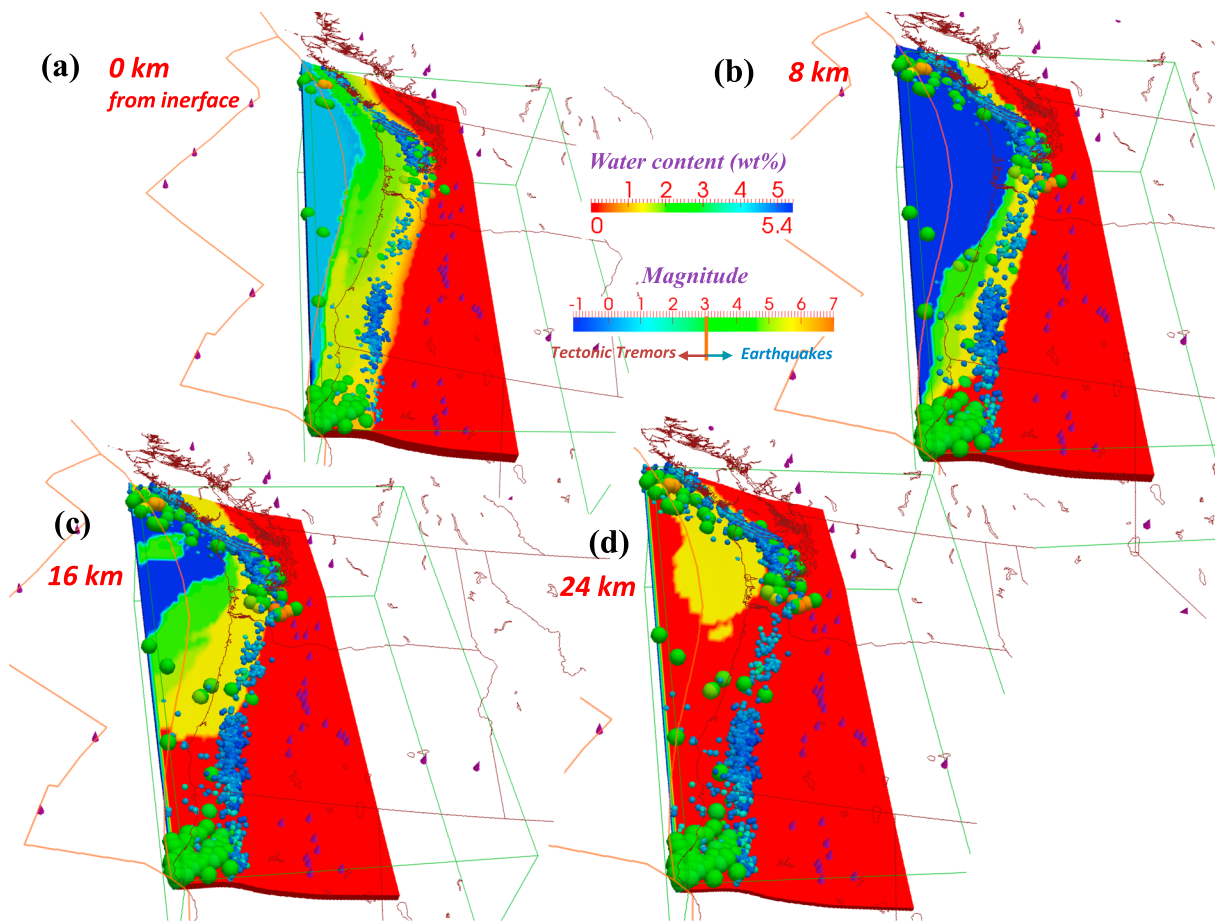 (a)
0 km
from inerface
(b)
8 km
Water content (wt%)
1 2 3 4 5
0 5.4
Magnitude
-1 0 1 2 3 4 5 6 7
Tectonic Tremors
Earthquakes
(c)
16 km
(d)
24 km